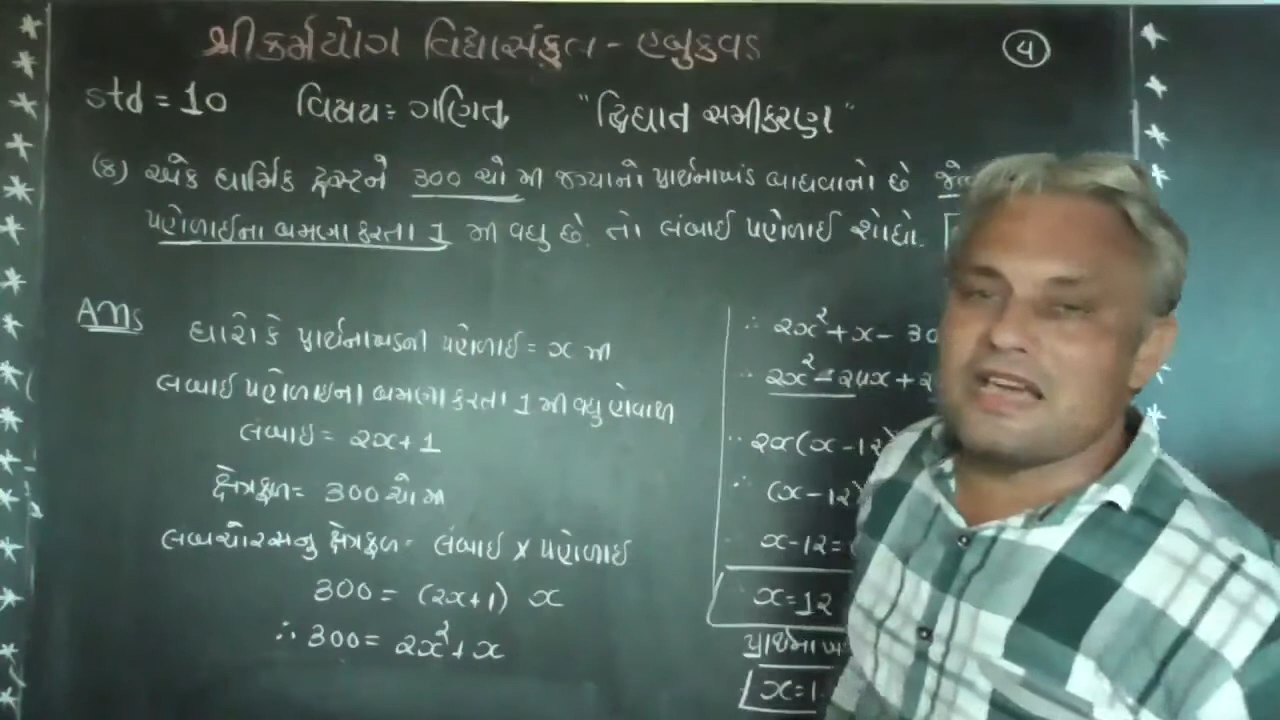 શ્રી કર્મયોગ વિદ્યાસંકુલ - હબુકવડ
4
std = 10 વિષય: ગણિત "દ્વિઘાત સમીકરણ"
(૪) એક ધાર્મિક ટ્રસ્ટને 300 ચો મી જગ્યાનો પ્રાર્થનાખંડ બાધવાનો છે
પહોળાઈના બમણા કરતા 1 મી વધુ છે. તો લંબાઈ પહોળાઈ શોધો.
Ans
ધારો કે પ્રાર્થનાખંડની પહોળાઈ = x મી
લંબાઈ પહોળાઈના બમણા કરતા 1 મી વધુ હોવાથી
લંબાઇ = 2x+1
ક્ષેત્રફળ = 300 ચો મી
લંબચોરસનુ ક્ષેત્રફળ = લંબાઈ x પહોળાઈ
300 = (2x+1) x
∴ 300 = 2x²+x
∴ 2x²+x- 30
∴ 2x² - 24x + 2
∴ 2x(x-12)
∴ (x-12)
x-12=
x=12
x=1